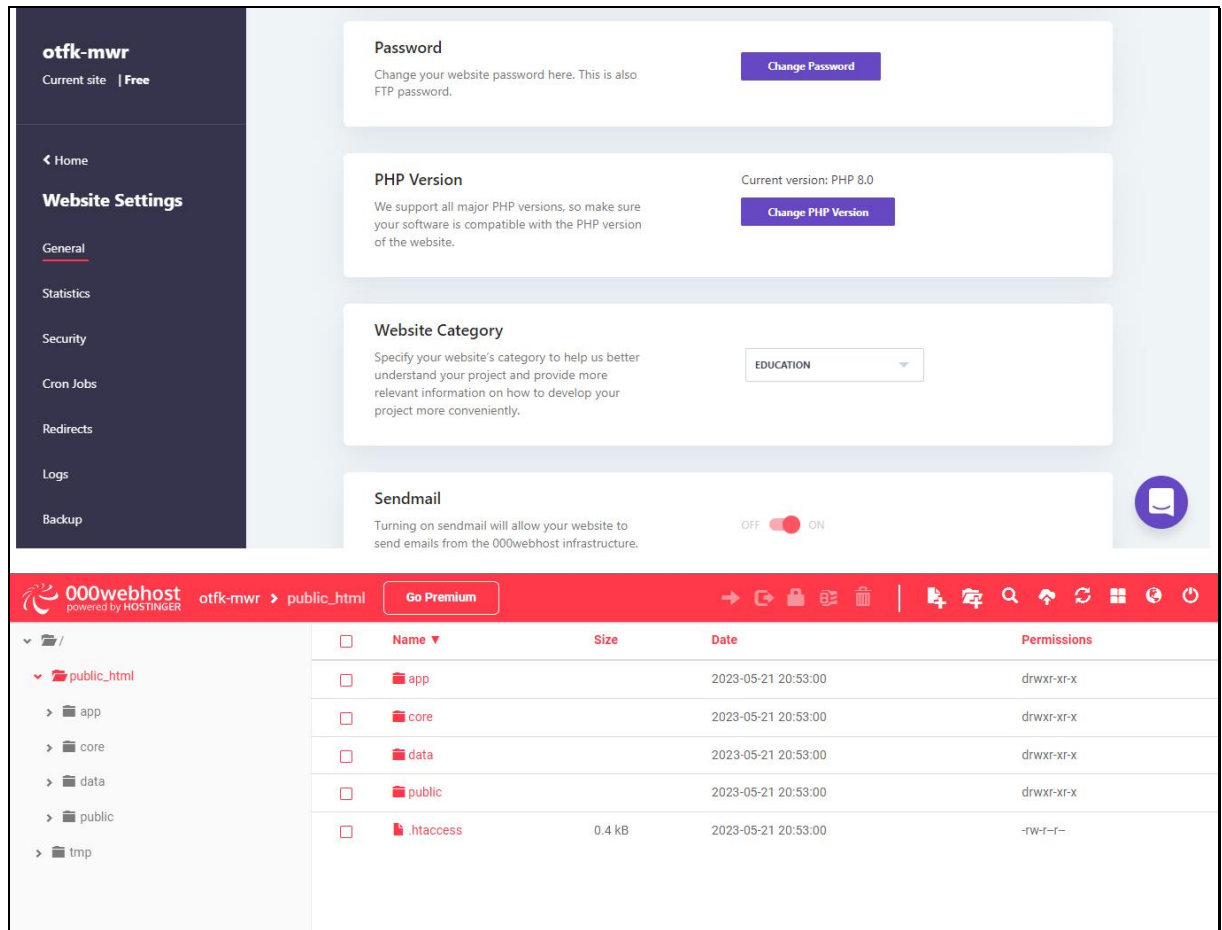 otfk-mwr
Current site | Free
Home
Website Settings
General
Statistics
Security
Cron Jobs
Redirects
Logs
Backup
Password
Change your website password here. This is also
FTP password.
Change Password
PHP Version
We support all major PHP versions, so make sure
your software is compatible with the PHP version
of the website.
Current version: PHP 8.0
Change PHP Version
Website Category
Specify your website's category to help us better
understand your project and provide more
relevant information on how to develop your
project more conveniently.
EDUCATION
Sendmail
Turning on sendmail will allow your website to
send emails from the 000webhost infrastructure.
OFF ON
000webhost
powered by HOSTINGER
otfk-mwr > public_html
Go Premium
/
public_html
app
core
data
public
tmp
Name ▼ Size Date Permissions
app 2023-05-21 20:53:00 drwxr-xr-x
core 2023-05-21 20:53:00 drwxr-xr-x
data 2023-05-21 20:53:00 drwxr-xr-x
public 2023-05-21 20:53:00 drwxr-xr-x
.htaccess 0.4 kB 2023-05-21 20:53:00 -rw-r--r--